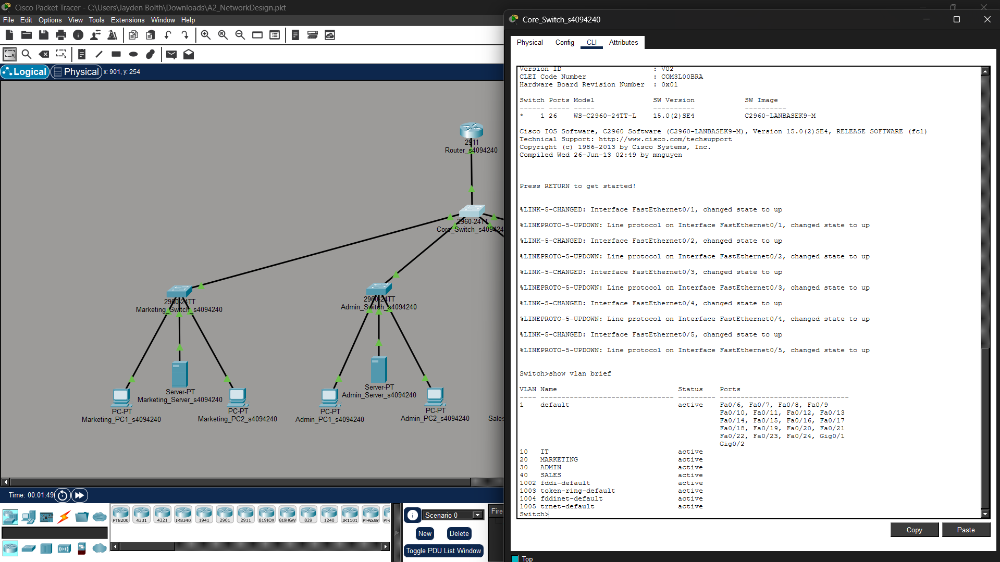 Cisco Packet Tracer - C:\Users\Jayden Bolth\Downloads\A2_NetworkDesign.pkt
File Edit Options View Tools Extensions Window Help
Logical Physical x: 901, y: 254
2911
Router_s4094240
2960-24TT
2960-24TT
Marketing_Switch_s4094240
2960-24TT
Admin_Switch_s4094240
Server-PT
Marketing_Server_s4094240
Server-PT
Admin_Server_s4094240
PC-PT
Marketing_PC1_s4094240
PC-PT
Marketing_PC2_s4094240
PC-PT
Admin_PC1_s4094240
PC-PT
Admin_PC2_s4094240
Time: 00:01:49
PT8200 4331 4321 IR8340 1941 2901 2911 819IOX 819HGW 829 1240 IR1101 PT-Router
Scenario 0
Fire
New Delete
Toggle PDU List Window
Core_Switch_s4094240
Physical Config CLI Attributes
Version ID : V02
CLEI Code Number : COM3L00BRA
Hardware Board Revision Number : 0x01
Switch Ports Model SW Version SW Image
------ ----- ----- ---------- ----------
* 1 26 WS-C2960-24TT-L 15.0(2)SE4 C2960-LANBASEK9-M
Cisco IOS Software, C2960 Software (C2960-LANBASEK9-M), Version 15.0(2)SE4, RELEASE SOFTWARE (fc1)
Technical Support: http://www.cisco.com/techsupport
Copyright (c) 1986-2013 by Cisco Systems, Inc.
Compiled Wed 26-Jun-13 02:49 by mnguyen
Press RETURN to get started!
%LINK-5-CHANGED: Interface FastEthernet0/1, changed state to up
%LINEPROTO-5-UPDOWN: Line protocol on Interface FastEthernet0/1, changed state to up
%LINK-5-CHANGED: Interface FastEthernet0/2, changed state to up
%LINEPROTO-5-UPDOWN: Line protocol on Interface FastEthernet0/2, changed state to up
%LINK-5-CHANGED: Interface FastEthernet0/3, changed state to up
%LINEPROTO-5-UPDOWN: Line protocol on Interface FastEthernet0/3, changed state to up
%LINK-5-CHANGED: Interface FastEthernet0/4, changed state to up
%LINEPROTO-5-UPDOWN: Line protocol on Interface FastEthernet0/4, changed state to up
%LINK-5-CHANGED: Interface FastEthernet0/5, changed state to up
%LINEPROTO-5-UPDOWN: Line protocol on Interface FastEthernet0/5, changed state to up
Switch>show vlan brief
VLAN Name Status Ports
---- -------------------------------- --------- -------------------------------
1 default active Fa0/6, Fa0/7, Fa0/8, Fa0/9
Fa0/10, Fa0/11, Fa0/12, Fa0/13
Fa0/14, Fa0/15, Fa0/16, Fa0/17
Fa0/18, Fa0/19, Fa0/20, Fa0/21
Fa0/22, Fa0/23, Fa0/24, Gig0/1
Gig0/2
10 IT active
20 MARKETING active
30 ADMIN active
40 SALES active
1002 fddi-default active
1003 token-ring-default active
1004 fddinet-default active
1005 trnet-default active
Switch>
Copy Paste
Top